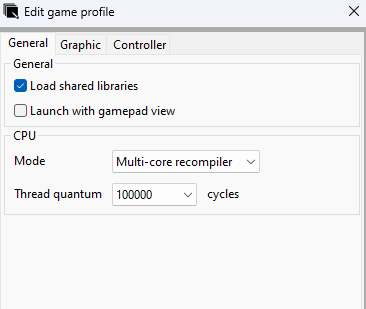 Edit game profile
General Graphic Controller
General
Load shared libraries
Launch with gamepad view
CPU
Mode Multi-core recompiler
Thread quantum 100000 cycles